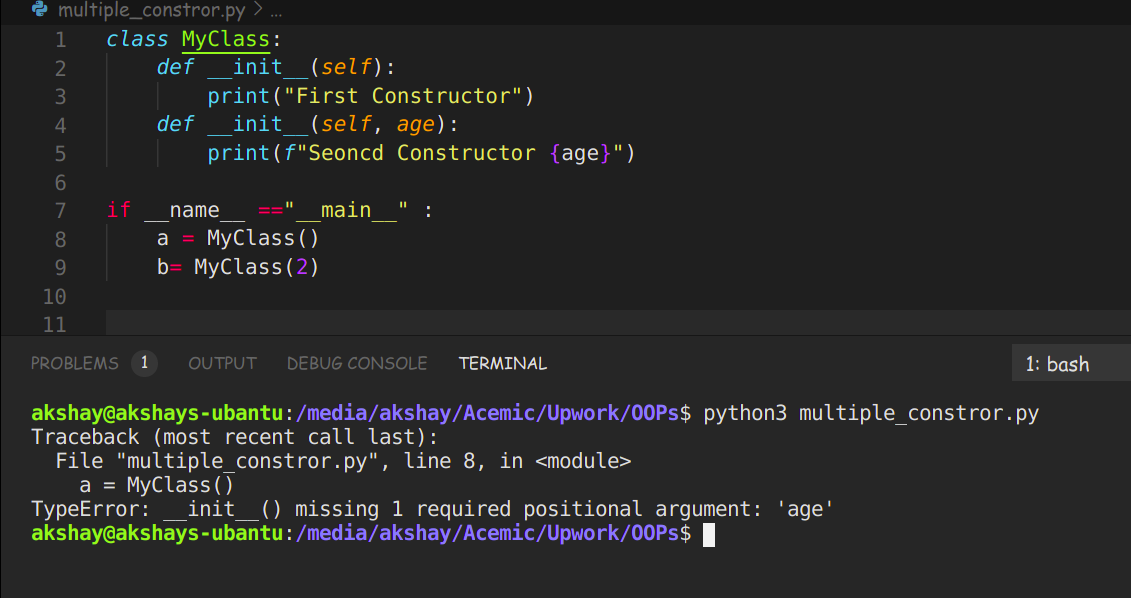 multiple_constror.py > ...
1 class MyClass:
2     def __init__(self):
3         print("First Constructor")
4     def __init__(self, age):
5         print(f"Seoncd Constructor {age}")
6
7 if __name__ =="__main__" :
8     a = MyClass()
9     b= MyClass(2)
10
11
PROBLEMS 1 OUTPUT DEBUG CONSOLE TERMINAL 1: bash
akshay@akshays-ubantu:/media/akshay/Acemic/Upwork/OOPs$ python3 multiple_constror.py
Traceback (most recent call last):
  File "multiple_constror.py", line 8, in <module>
    a = MyClass()
TypeError: __init__() missing 1 required positional argument: 'age'
akshay@akshays-ubantu:/media/akshay/Acemic/Upwork/OOPs$